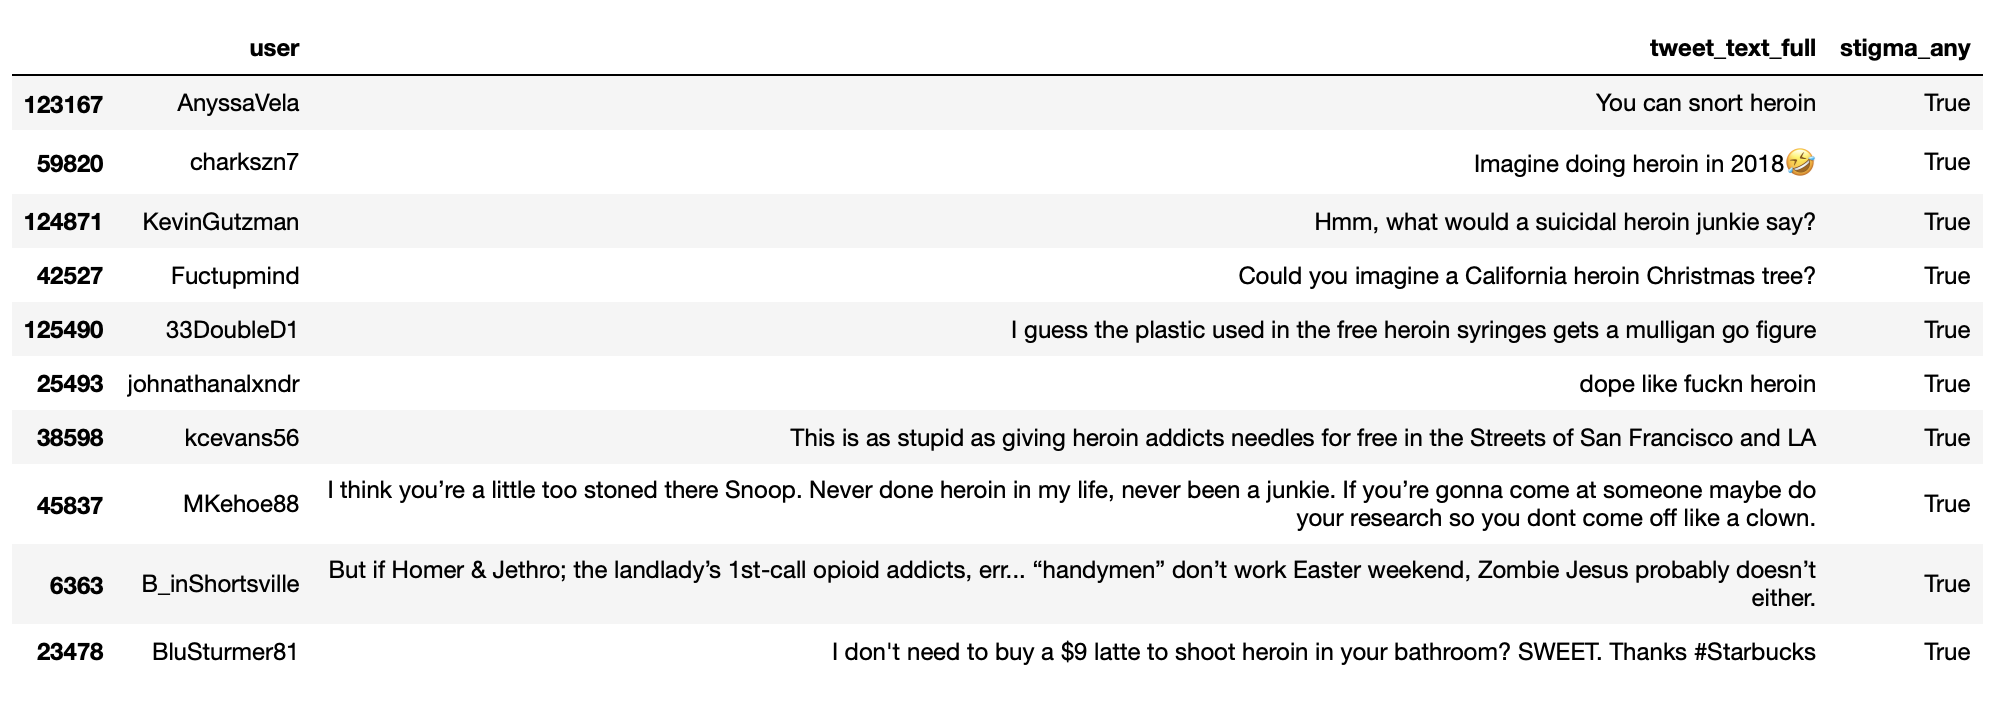 user tweet_text_full stigma_any
123167 AnyssaVela You can snort heroin True
59820 charkszn7 Imagine doing heroin in 2018🤣 True
124871 KevinGutzman Hmm, what would a suicidal heroin junkie say? True
42527 Fuctupmind Could you imagine a California heroin Christmas tree? True
125490 33DoubleD1 I guess the plastic used in the free heroin syringes gets a mulligan go figure True
25493 johnathanalxndr dope like fuckn heroin True
38598 kcevans56 This is as stupid as giving heroin addicts needles for free in the Streets of San Francisco and LA True
45837 MKehoe88 I think you’re a little too stoned there Snoop. Never done heroin in my life, never been a junkie. If you’re gonna come at someone maybe do
your research so you dont come off like a clown. True
6363 B_inShortsville But if Homer & Jethro; the landlady’s 1st-call opioid addicts, err... “handymen” don’t work Easter weekend, Zombie Jesus probably doesn’t
either. True
23478 BluSturmer81 I don't need to buy a $9 latte to shoot heroin in your bathroom? SWEET. Thanks #Starbucks True